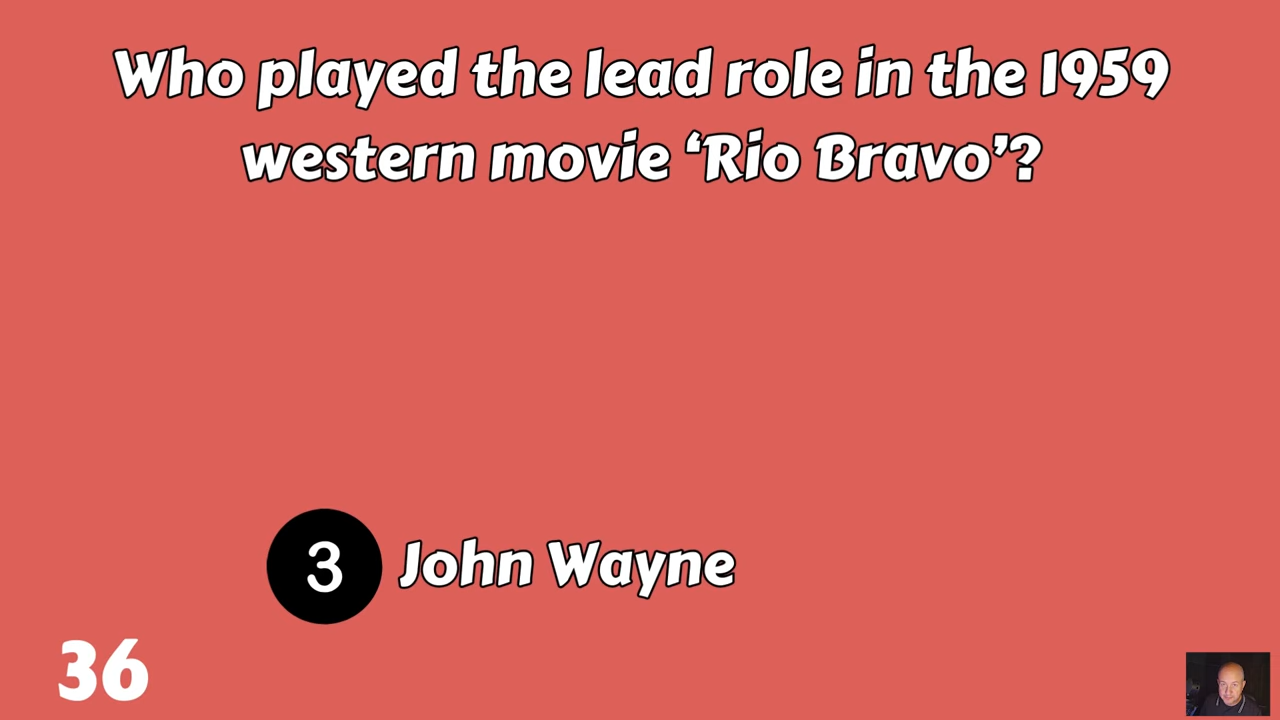 Who played the lead role in the 1959
western movie ‘Rio Bravo’?
3 John Wayne
36